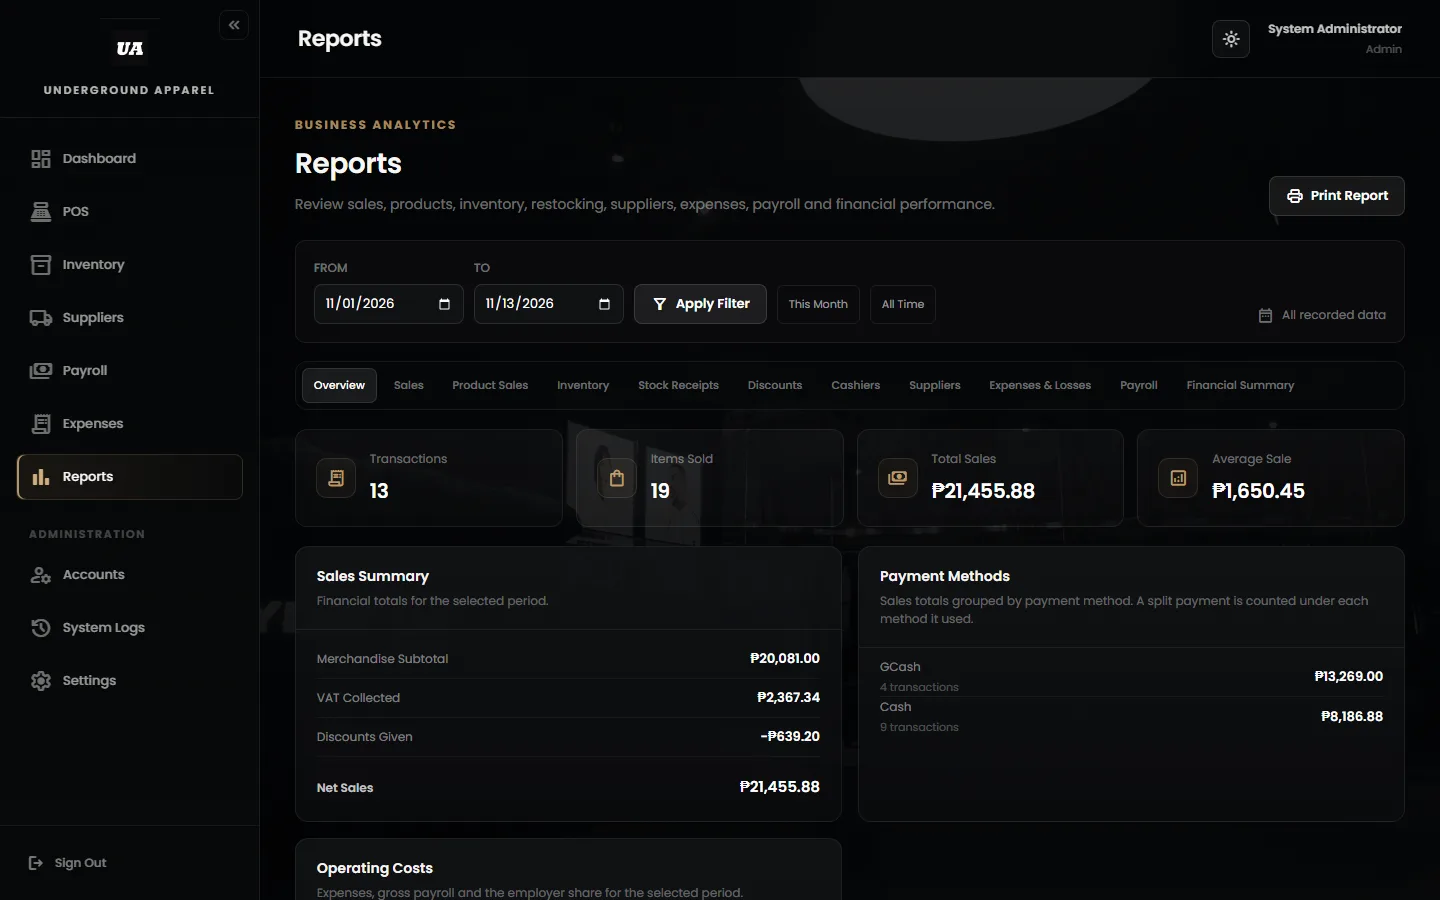 UA
UNDERGROUND APPAREL
Dashboard
POS
Inventory
Suppliers
Payroll
Expenses
Reports
ADMINISTRATION
Accounts
System Logs
Settings
Sign Out
Reports
System Administrator
Admin
BUSINESS ANALYTICS
Reports
Review sales, products, inventory, restocking, suppliers, expenses, payroll and financial performance.
Print Report
FROM
TO
11/01/2026
11/13/2026
Apply Filter
This Month
All Time
All recorded data
Overview
Sales
Product Sales
Inventory
Stock Receipts
Discounts
Cashiers
Suppliers
Expenses & Losses
Payroll
Financial Summary
Transactions
13
Items Sold
19
Total Sales
₱21,455.88
Average Sale
₱1,650.45
Sales Summary
Financial totals for the selected period.
Merchandise Subtotal ₱20,081.00
VAT Collected ₱2,367.34
Discounts Given -₱639.20
Net Sales ₱21,455.88
Payment Methods
Sales totals grouped by payment method. A split payment is counted under each
method it used.
GCash
4 transactions
₱13,269.00
Cash
9 transactions
₱8,186.88
Operating Costs
Expenses, gross payroll and the employer share for the selected period.